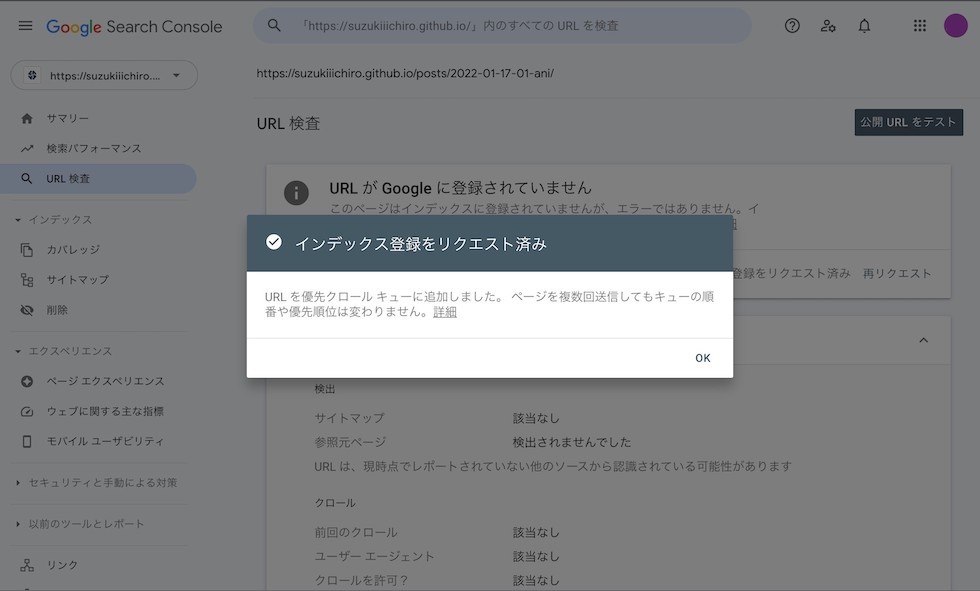 Google Search Console
「https://suzukiiichiro.github.io/」内のすべての URL を検査
https://suzukiiichiro....
https://suzukiiichiro.github.io/posts/2022-01-17-01-ani/
サマリー
検索パフォーマンス
URL 検査
インデックス
カバレッジ
サイトマップ
削除
エクスペリエンス
ページ エクスペリエンス
ウェブに関する主な指標
モバイル ユーザビリティ
セキュリティと手動による対策
以前のツールとレポート
リンク
URL 検査
公開 URL をテスト
URL が Google に登録されていません
このページはインデックスに登録されていませんが、エラーではありません。イ
登録をリクエスト済み 再リクエスト
インデックス登録をリクエスト済み
URL を優先クロール キューに追加しました。 ページを複数回送信してもキューの順
番や優先順位は変わりません。詳細
OK
検出
サイトマップ 該当なし
参照元ページ 検出されませんでした
URL は、現時点でレポートされていない他のソースから認識されている可能性があります
クロール
前回のクロール 該当なし
ユーザー エージェント 該当なし
クロールを許可？ 該当なし